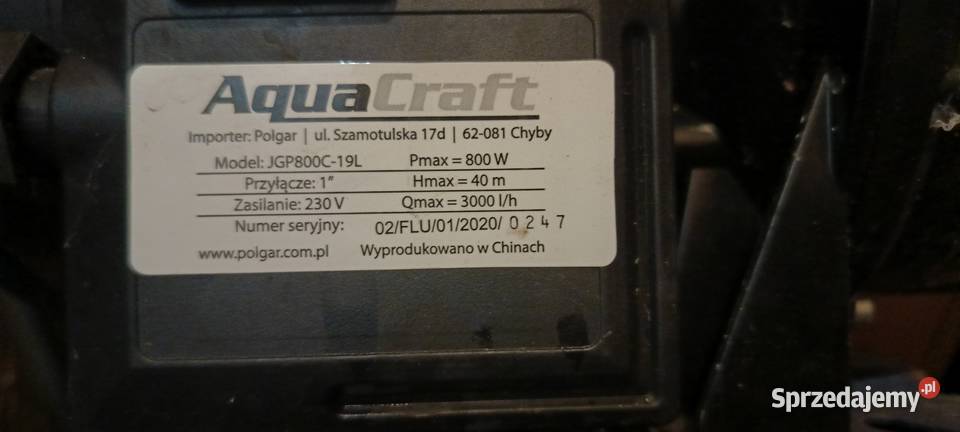 AquaCraft
Importer: Polgar | ul. Szamotulska 17d | 62-081 Chyby
Model: JGP800C-19L Pmax = 800 W
Przyłącze: 1” Hmax = 40 m
Zasilanie: 230 V Qmax = 3000 l/h
Numer seryjny: 02/FLU/01/2020/ 0247
www.polgar.com.pl Wyprodukowano w Chinach
Sprzedajemy.pl